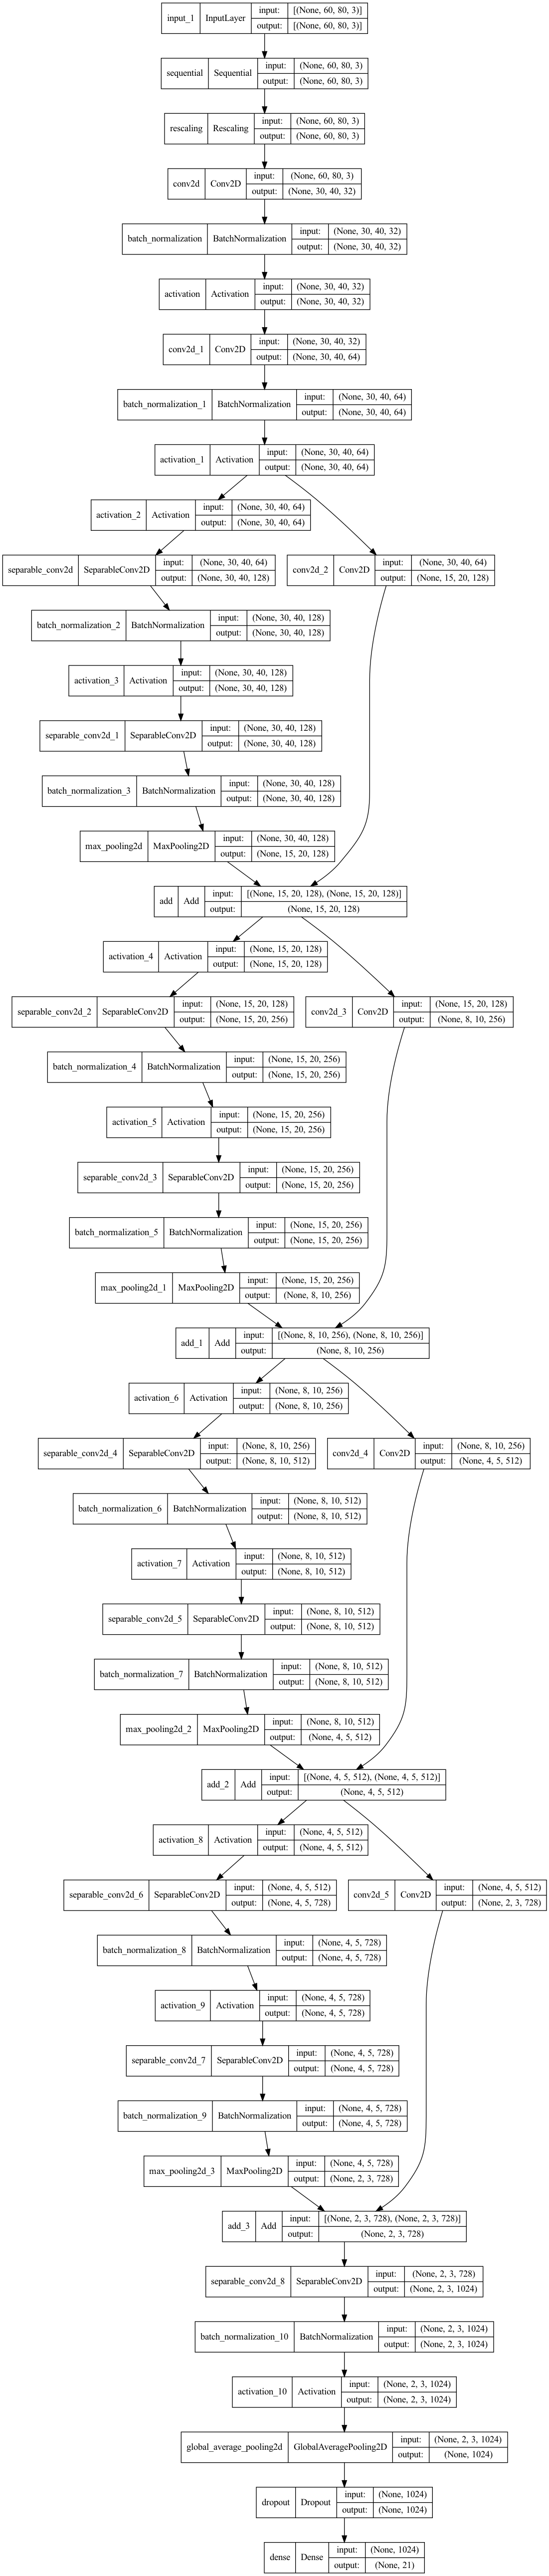 input_1 InputLayer input: [(None, 60, 80, 3)]
output: [(None, 60, 80, 3)]
sequential Sequential input: (None, 60, 80, 3)
output: (None, 60, 80, 3)
rescaling Rescaling input: (None, 60, 80, 3)
output: (None, 60, 80, 3)
conv2d Conv2D input: (None, 60, 80, 3)
output: (None, 30, 40, 32)
batch_normalization BatchNormalization input: (None, 30, 40, 32)
output: (None, 30, 40, 32)
activation Activation input: (None, 30, 40, 32)
output: (None, 30, 40, 32)
conv2d_1 Conv2D input: (None, 30, 40, 32)
output: (None, 30, 40, 64)
batch_normalization_1 BatchNormalization input: (None, 30, 40, 64)
output: (None, 30, 40, 64)
activation_1 Activation input: (None, 30, 40, 64)
output: (None, 30, 40, 64)
activation_2 Activation input: (None, 30, 40, 64)
output: (None, 30, 40, 64)
separable_conv2d SeparableConv2D input: (None, 30, 40, 64)
output: (None, 30, 40, 128)
conv2d_2 Conv2D input: (None, 30, 40, 64)
output: (None, 15, 20, 128)
batch_normalization_2 BatchNormalization input: (None, 30, 40, 128)
output: (None, 30, 40, 128)
activation_3 Activation input: (None, 30, 40, 128)
output: (None, 30, 40, 128)
separable_conv2d_1 SeparableConv2D input: (None, 30, 40, 128)
output: (None, 30, 40, 128)
batch_normalization_3 BatchNormalization input: (None, 30, 40, 128)
output: (None, 30, 40, 128)
max_pooling2d MaxPooling2D input: (None, 30, 40, 128)
output: (None, 15, 20, 128)
add Add input: [(None, 15, 20, 128), (None, 15, 20, 128)]
output: (None, 15, 20, 128)
activation_4 Activation input: (None, 15, 20, 128)
output: (None, 15, 20, 128)
separable_conv2d_2 SeparableConv2D input: (None, 15, 20, 128)
output: (None, 15, 20, 256)
conv2d_3 Conv2D input: (None, 15, 20, 128)
output: (None, 8, 10, 256)
batch_normalization_4 BatchNormalization input: (None, 15, 20, 256)
output: (None, 15, 20, 256)
activation_5 Activation input: (None, 15, 20, 256)
output: (None, 15, 20, 256)
separable_conv2d_3 SeparableConv2D input: (None, 15, 20, 256)
output: (None, 15, 20, 256)
batch_normalization_5 BatchNormalization input: (None, 15, 20, 256)
output: (None, 15, 20, 256)
max_pooling2d_1 MaxPooling2D input: (None, 15, 20, 256)
output: (None, 8, 10, 256)
add_1 Add input: [(None, 8, 10, 256), (None, 8, 10, 256)]
output: (None, 8, 10, 256)
activation_6 Activation input: (None, 8, 10, 256)
output: (None, 8, 10, 256)
separable_conv2d_4 SeparableConv2D input: (None, 8, 10, 256)
output: (None, 8, 10, 512)
conv2d_4 Conv2D input: (None, 8, 10, 256)
output: (None, 4, 5, 512)
batch_normalization_6 BatchNormalization input: (None, 8, 10, 512)
output: (None, 8, 10, 512)
activation_7 Activation input: (None, 8, 10, 512)
output: (None, 8, 10, 512)
separable_conv2d_5 SeparableConv2D input: (None, 8, 10, 512)
output: (None, 8, 10, 512)
batch_normalization_7 BatchNormalization input: (None, 8, 10, 512)
output: (None, 8, 10, 512)
max_pooling2d_2 MaxPooling2D input: (None, 8, 10, 512)
output: (None, 4, 5, 512)
add_2 Add input: [(None, 4, 5, 512), (None, 4, 5, 512)]
output: (None, 4, 5, 512)
activation_8 Activation input: (None, 4, 5, 512)
output: (None, 4, 5, 512)
separable_conv2d_6 SeparableConv2D input: (None, 4, 5, 512)
output: (None, 4, 5, 728)
conv2d_5 Conv2D input: (None, 4, 5, 512)
output: (None, 2, 3, 728)
batch_normalization_8 BatchNormalization input: (None, 4, 5, 728)
output: (None, 4, 5, 728)
activation_9 Activation input: (None, 4, 5, 728)
output: (None, 4, 5, 728)
separable_conv2d_7 SeparableConv2D input: (None, 4, 5, 728)
output: (None, 4, 5, 728)
batch_normalization_9 BatchNormalization input: (None, 4, 5, 728)
output: (None, 4, 5, 728)
max_pooling2d_3 MaxPooling2D input: (None, 4, 5, 728)
output: (None, 2, 3, 728)
add_3 Add input: [(None, 2, 3, 728), (None, 2, 3, 728)]
output: (None, 2, 3, 728)
separable_conv2d_8 SeparableConv2D input: (None, 2, 3, 728)
output: (None, 2, 3, 1024)
batch_normalization_10 BatchNormalization input: (None, 2, 3, 1024)
output: (None, 2, 3, 1024)
activation_10 Activation input: (None, 2, 3, 1024)
output: (None, 2, 3, 1024)
global_average_pooling2d GlobalAveragePooling2D input: (None, 2, 3, 1024)
output: (None, 1024)
dropout Dropout input: (None, 1024)
output: (None, 1024)
dense Dense input: (None, 1024)
output: (None, 21)